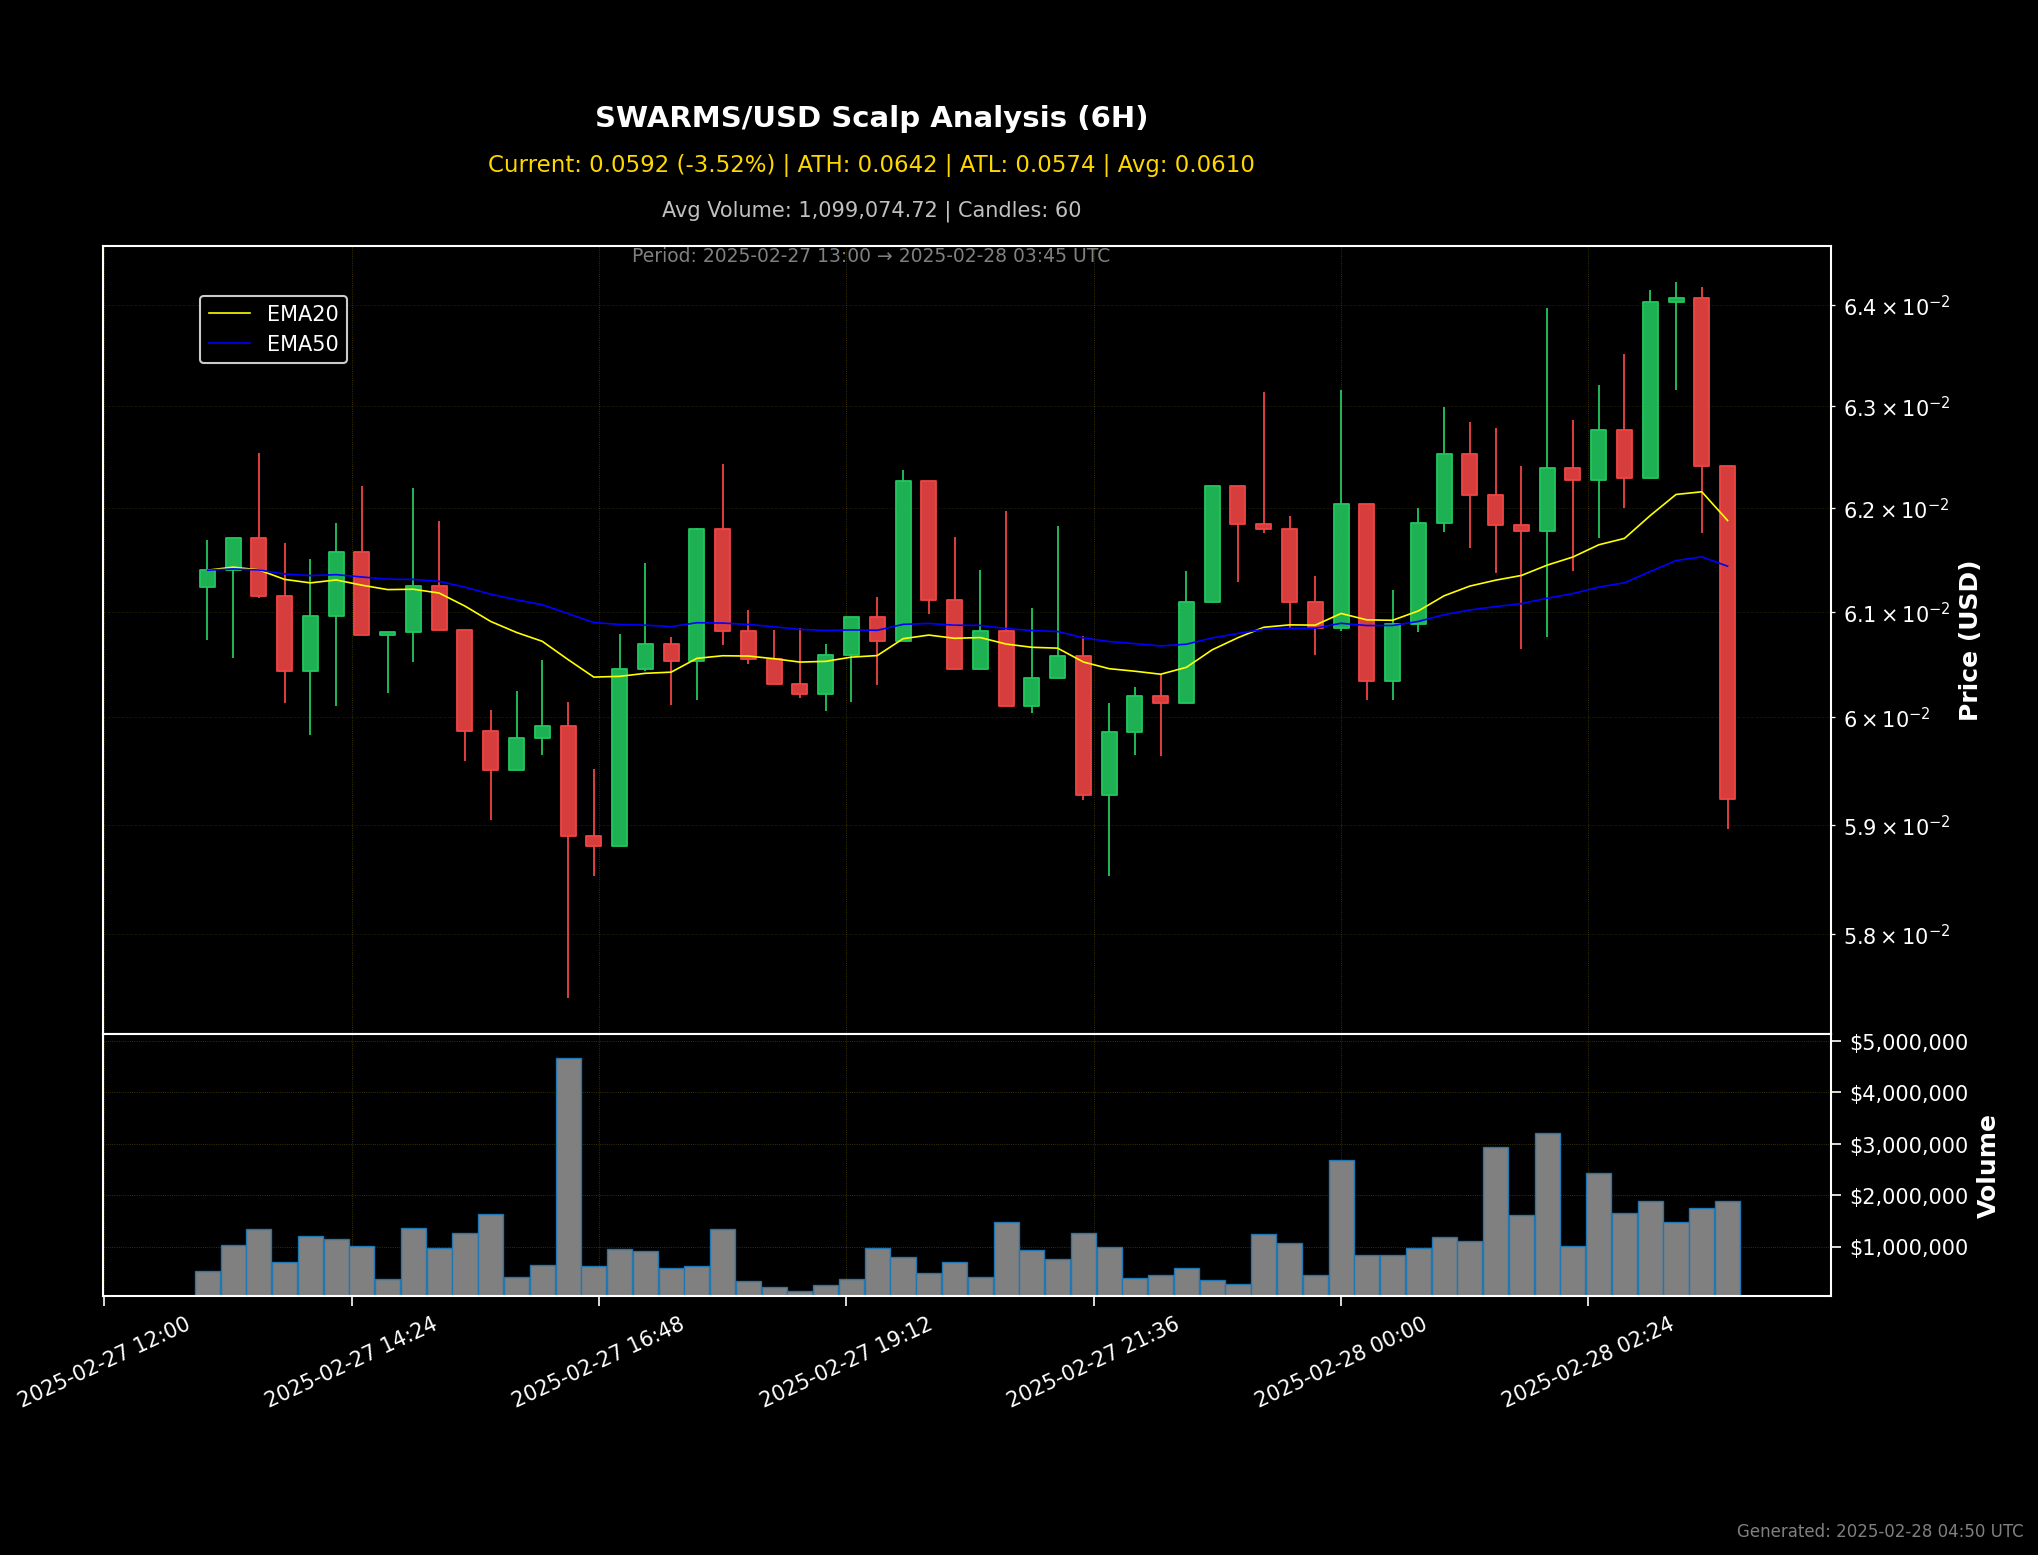 SWARMS/USD Scalp Analysis (6H)
Current: 0.0592 (-3.52%) | ATH: 0.0642 | ATL: 0.0574 | Avg: 0.0610
Avg Volume: 1,099,074.72 | Candles: 60
Period: 2025-02-27 13:00 → 2025-02-28 03:45 UTC
EMA20
EMA50
6.4 × 10⁻²
6.3 × 10⁻²
6.2 × 10⁻²
6.1 × 10⁻²
6 × 10⁻²
5.9 × 10⁻²
5.8 × 10⁻²
Price (USD)
$5,000,000
$4,000,000
$3,000,000
$2,000,000
$1,000,000
Volume
2025-02-27 12:00
2025-02-27 14:24
2025-02-27 16:48
2025-02-27 19:12
2025-02-27 21:36
2025-02-28 00:00
2025-02-28 02:24
Generated: 2025-02-28 04:50 UTC